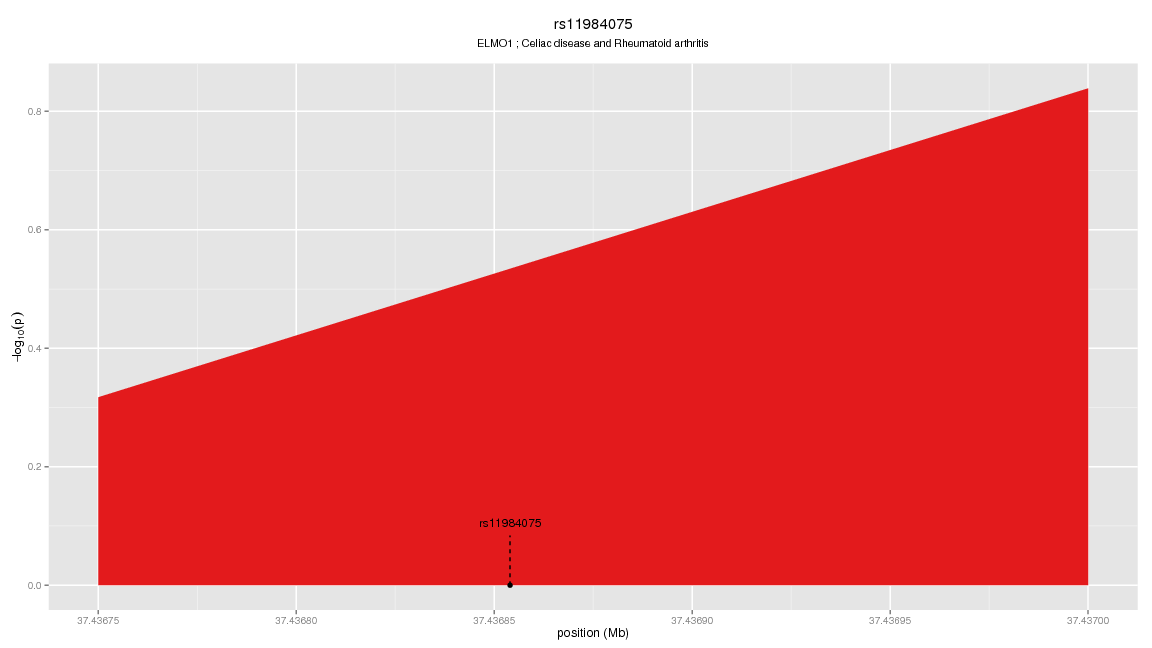 rs11984075
ELMO1 ; Celiac disease and Rheumatoid arthritis
0.8
0.6
0.4
0.2
0.0
−log10(p)
rs11984075
37.43675 37.43680 37.43685 37.43690 37.43695 37.43700
position (Mb)